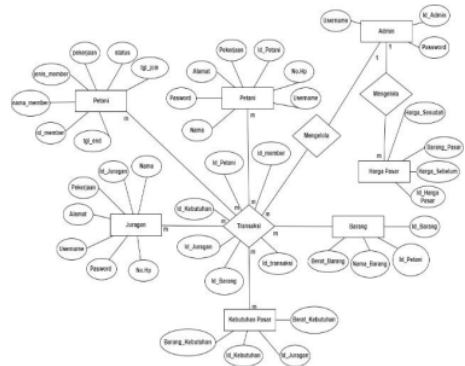 Username
Id_Admin
Admin
Password
1
1
pekerjaan
status
jenis_member
tgl_join
nama_member
Petani
id_member
tgl_end
m
Pekerjaan
Id_Petani
Alamat
No.Hp
Pasword
Petani
Username
Nama
m
Mengelola
Mengelola
Harga_Sesudah
Barang_Pasar
Harga_Sebelum
m
Harga Pasar
Id_Harga
Pasar
Id_Juragan
Nama
Pekerjaan
Alamat
Juragan
m
Username
Pasword
No.Hp
Id_Petani
Id_member
Id_Kebutuhan
m
m
m
m
Transaksi
m
m
Id_Juragan
Id_Barang
Id_transaksi
m
Barang
Id_Barang
Berat_Barang
Nama_Barang
Id_Petani
m
Kebutuhan Pasar
Berat_Kebutuhan
Barang_Kebutuhan
Id_Kebutuhan
Id_Juragan